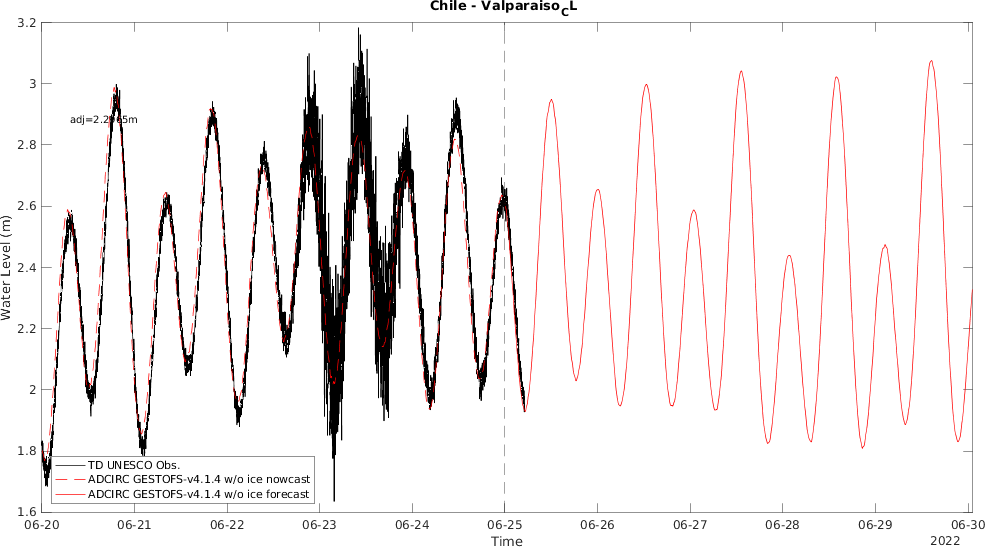 Chile - ValparaisoCL
3.2
3
2.8
2.6
2.4
2.2
2
1.8
1.6
Water Level (m)
adj=2.2965m
TD UNESCO Obs.
ADCIRC GESTOFS-v4.1.4 w/o ice nowcast
ADCIRC GESTOFS-v4.1.4 w/o ice forecast
06-20 06-21 06-22 06-23 06-24 06-25 06-26 06-27 06-28 06-29 06-30
Time
2022